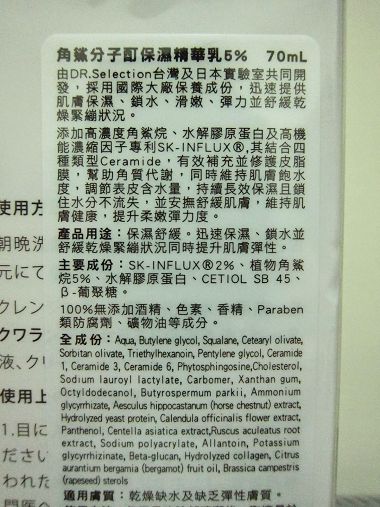 角鯊分子酊保濕精華乳5% 70mL
由DR.Selection台灣及日本實驗室共同開
發，採用國際大廠保養成份，迅速提供
肌膚保濕、鎖水、滑嫩、彈力並舒緩乾
燥緊繃狀況。
添加高濃度角鯊烷、水解膠原蛋白及高機
能濃縮因子專利SK-INFLUX®,其結合四
種類型Ceramide，有效補充並修護皮脂
膜，幫助角質代謝，同時維持肌膚飽水
度，調節表皮含水量，持續長效保濕且鎖
住水分不流失，並安撫舒緩肌膚，維持肌
膚健康，提升柔嫩彈力度。
產品用途：保濕舒緩。迅速保濕、鎖水並
舒緩乾燥緊繃狀況同時提升肌膚彈性。
主要成份：SK-INFLUX®2%、植物角鯊
烷5%、水解膠原蛋白、CETIOL SB 45、
β-葡聚糖。
100%無添加酒精、色素、香精、Paraben
類防腐劑、礦物油等成分。
全成份：Aqua, Butylene glycol, Squalane, Cetearyl olivate,
Sorbitan olivate, Triethylhexanoin, Pentylene glycol, Ceramide
1, Ceramide 3, Ceramide 6, Phytosphingosine,Cholesterol,
Sodium lauroyl lactylate, Carbomer, Xanthan gum,
Octyldodecanol, Butyrospermum parkii, Ammonium
glycyrrhizate, Aesculus hippocastanum (horse chestnut) extract,
Hydrolyzed yeast protein, Calendula officinalis flower extract,
Panthenol, Centella asiatica extract,Ruscus aculeatus root
extract, Sodium polyacrylate, Allantoin, Potassium
glycyrrhizinate, Beta-glucan, Hydrolyzed collagen, Citrus
aurantium bergamia (bergamot) fruit oil, Brassica campestris
(rapeseed) sterols
適用膚質：乾燥缺水及缺乏彈性膚質。
使用方
朝晩洗
元にて
クレン
クワラ
液、ク
使用上
1.目に
ださい
われた